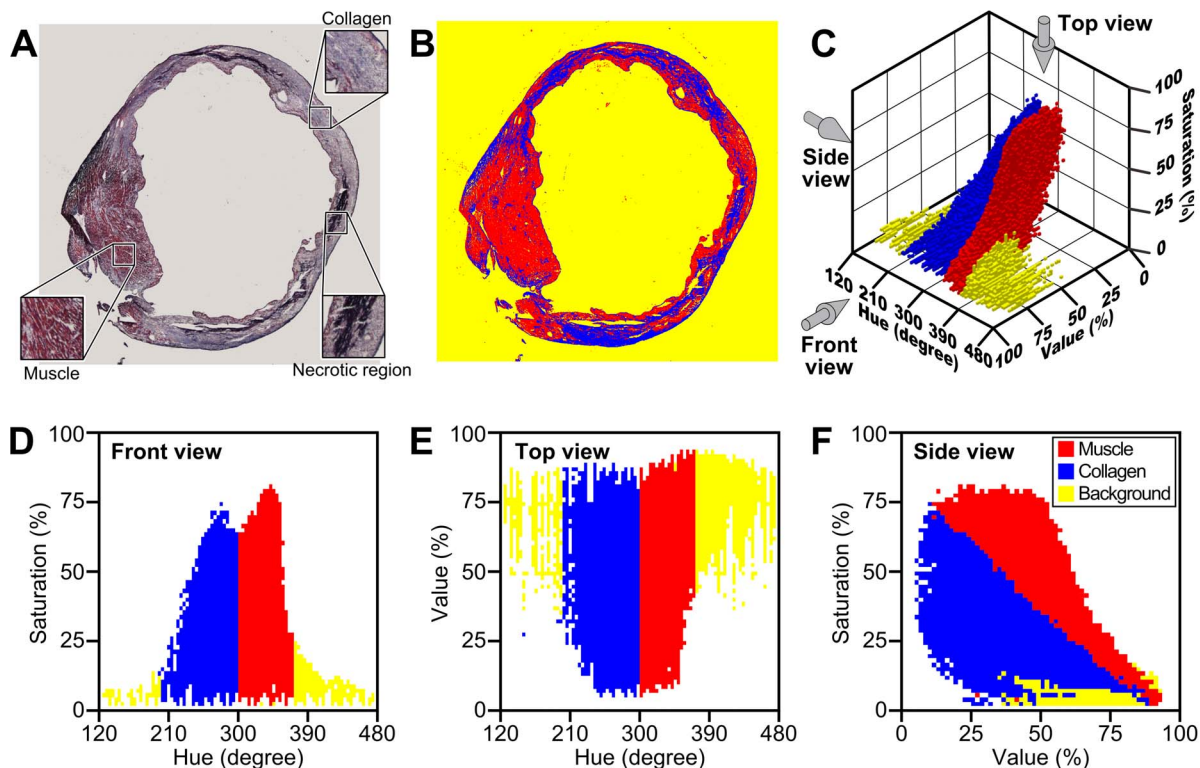 A
Collagen
Muscle
Necrotic region
B
C
Top view
Side view
Front view
100
75
50
25
0
Saturation (%)
120
210
300
390
480
Hue (degree)
100
75
50
25
0
Value (%)
D
Front view
100
75
50
25
0
Saturation (%)
120 210 300 390 480
Hue (degree)
E
Top view
100
75
50
25
0
Value (%)
120 210 300 390 480
Hue (degree)
F
Side view
Muscle
Collagen
Background
100
75
50
25
0
Saturation (%)
0 25 50 75 100
Value (%)